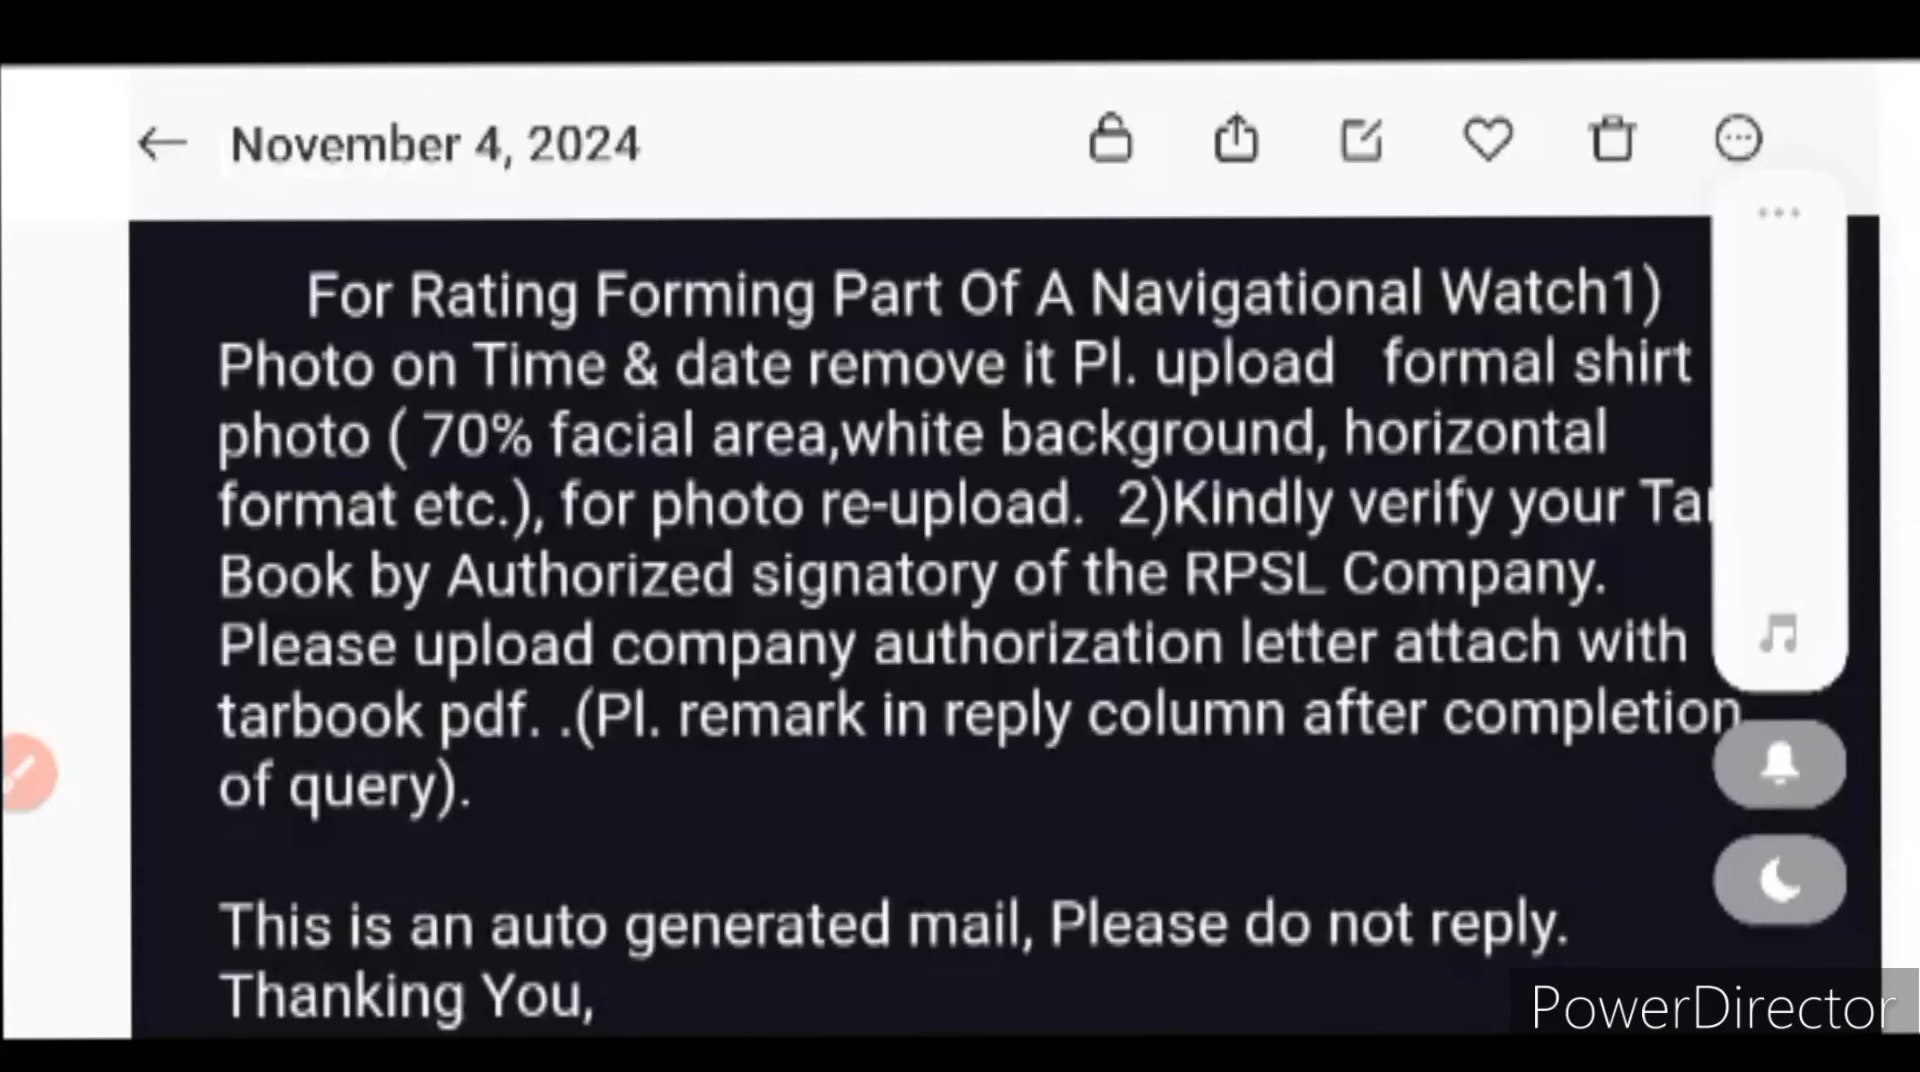 November 4, 2024
For Rating Forming Part Of A Navigational Watch1)
Photo on Time & date remove it Pl. upload formal shirt
photo ( 70% facial area,white background, horizontal
format etc.), for photo re-upload. 2)Kindly verify your
Book by Authorized signatory of the RPSL Company.
Please upload company authorization letter attach with
tarbook pdf. .(Pl. remark in reply column after completion
of query).
This is an auto generated mail, Please do not reply.
Thanking You,
PowerDirector